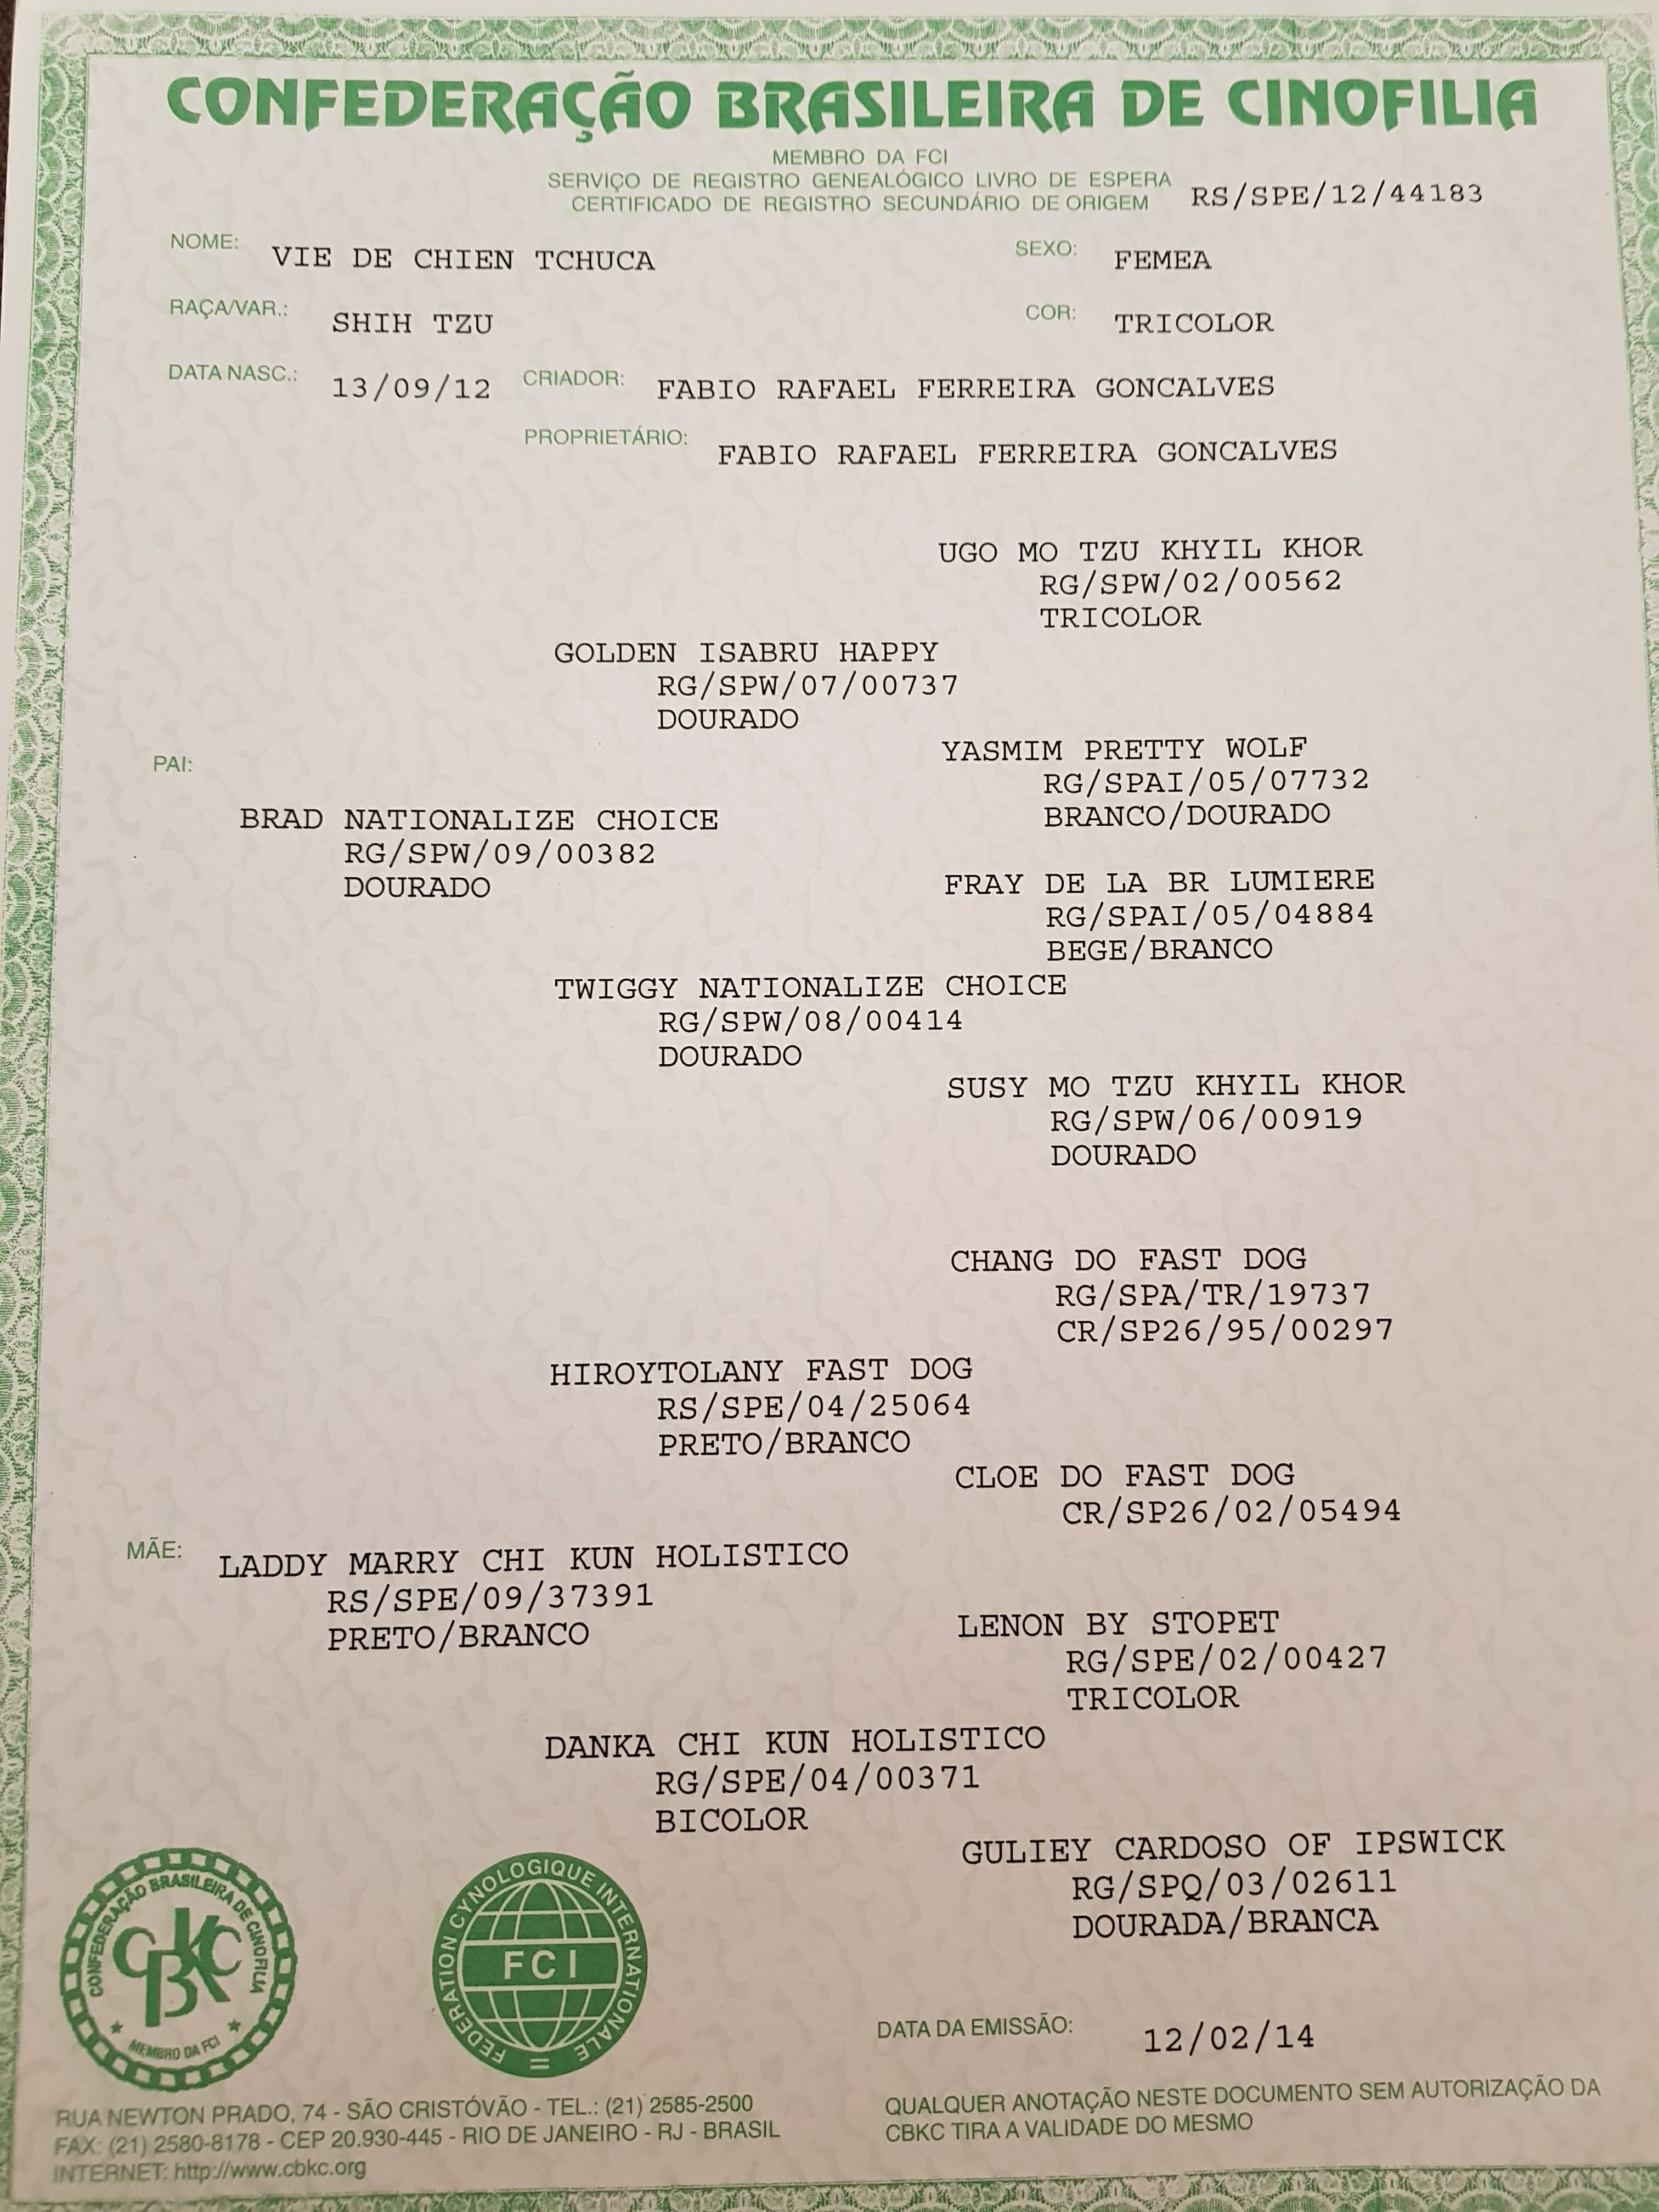 CONFEDERAÇÃO BRASILEIRA DE CINOFILIA
MEMBRO DA FCI
SERVIÇO DE REGISTRO GENEALÓGICO LIVRO DE ESPERA
CERTIFICADO DE REGISTRO SECUNDÁRIO DE ORIGEM RS/SPE/12/44183
NOME: VIE DE CHIEN TCHUCA SEXO: FEMEA
RAÇA/VAR.: SHIH TZU COR: TRICOLOR
DATA NASC.: 13/09/12 CRIADOR: FABIO RAFAEL FERREIRA GONCALVES
PROPRIETÁRIO: FABIO RAFAEL FERREIRA GONCALVES
UGO MO TZU KHYIL KHOR
RG/SPW/02/00562
TRICOLOR
GOLDEN ISABRU HAPPY
RG/SPW/07/00737
DOURADO
YASMIM PRETTY WOLF
RG/SPAI/05/07732
BRANCO/DOURADO
PAI:
BRAD NATIONALIZE CHOICE
RG/SPW/09/00382
DOURADO
FRAY DE LA BR LUMIERE
RG/SPAI/05/04884
BEGE/BRANCO
TWIGGY NATIONALIZE CHOICE
RG/SPW/08/00414
DOURADO
SUSY MO TZU KHYIL KHOR
RG/SPW/06/00919
DOURADO
CHANG DO FAST DOG
RG/SPA/TR/19737
CR/SP26/95/00297
HIROYTOLANY FAST DOG
RS/SPE/04/25064
PRETO/BRANCO
CLOE DO FAST DOG
CR/SP26/02/05494
MÃE: LADDY MARRY CHI KUN HOLISTICO
RS/SPE/09/37391
PRETO/BRANCO
LENON BY STOPET
RG/SPE/02/00427
TRICOLOR
DANKA CHI KUN HOLISTICO
RG/SPE/04/00371
BICOLOR
GULIEY CARDOSO OF IPSWICK
RG/SPQ/03/02611
DOURADA/BRANCA
CONFEDERAÇÃO BRASILEIRA DE CINOFILIA
CBKC
MEMBRO DA FCI
FEDERATION CYNOLOGIQUE INTERNATIONALE
FCI
DATA DA EMISSÃO: 12/02/14
RUA NEWTON PRADO, 74 - SÃO CRISTÓVÃO - TEL.: (21) 2585-2500
FAX: (21) 2580-8178 - CEP 20.930-445 - RIO DE JANEIRO - RJ - BRASIL
INTERNET: http://www.cbkc.org
QUALQUER ANOTAÇÃO NESTE DOCUMENTO SEM AUTORIZAÇÃO DA
CBKC TIRA A VALIDADE DO MESMO